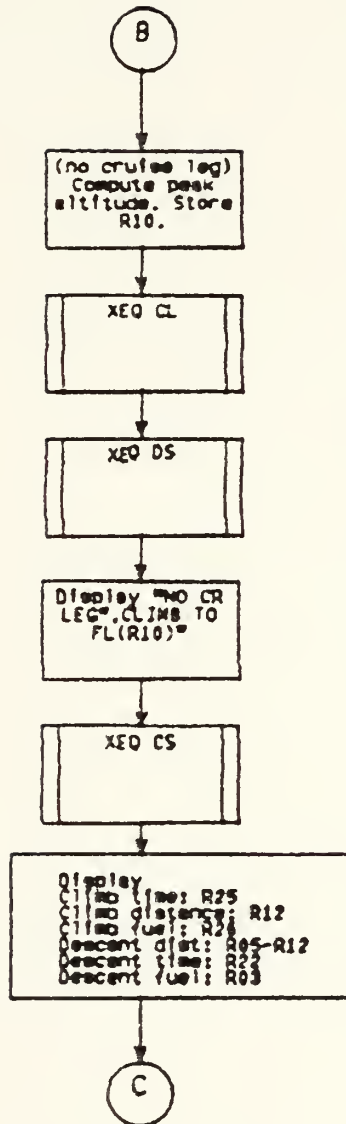 B
(no cruise leg)
Compute peak
altitude. Store
R10.
XEQ CL
XEQ DS
Display "NO CR
LEG",CLIMB TO
FL(R10)"
XEQ CS
Display
Climb time: R25
Climb distance: R12
Climb fuel: R26
Descent dist: R05-R12
Descent time: R22
Descent fuel: R03
C